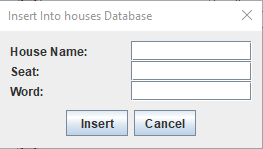 Insert Into houses Database
House Name:
Seat:
Word:
Insert Cancel